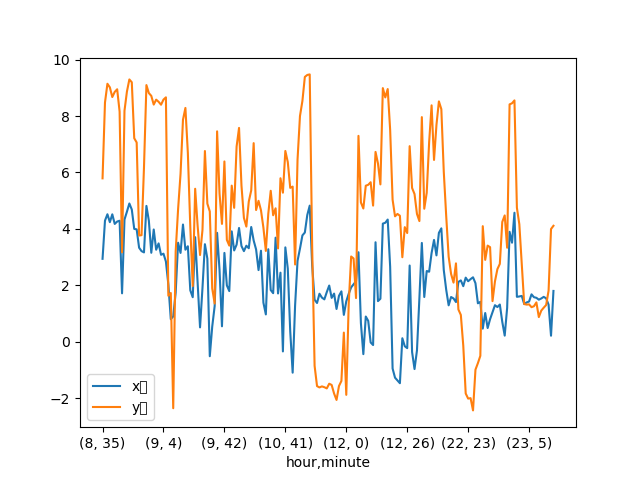 10
8
6
4
2
0
−2
x
y
(8, 35) (9, 4) (9, 42) (10, 41) (12, 0) (12, 26) (22, 23) (23, 5)
hour,minute